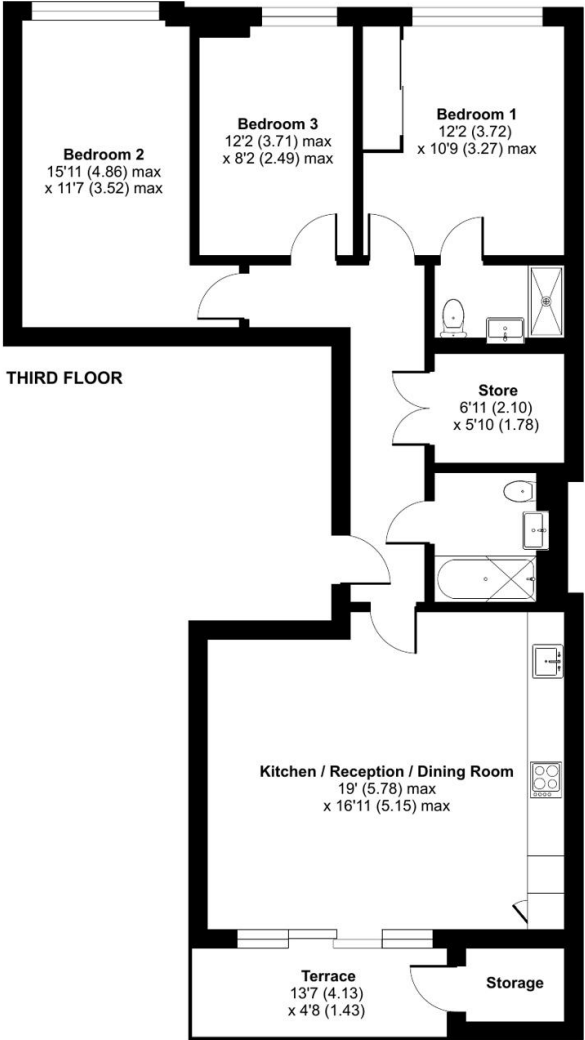 Bedroom 2
15'11 (4.86) max
x 11'7 (3.52) max
Bedroom 3
12'2 (3.71) max
x 8'2 (2.49) max
Bedroom 1
12'2 (3.72)
x 10'9 (3.27) max
THIRD FLOOR
Store
6'11 (2.10)
x 5'10 (1.78)
Kitchen / Reception / Dining Room
19' (5.78) max
x 16'11 (5.15) max
Terrace
13'7 (4.13)
x 4'8 (1.43)
Storage